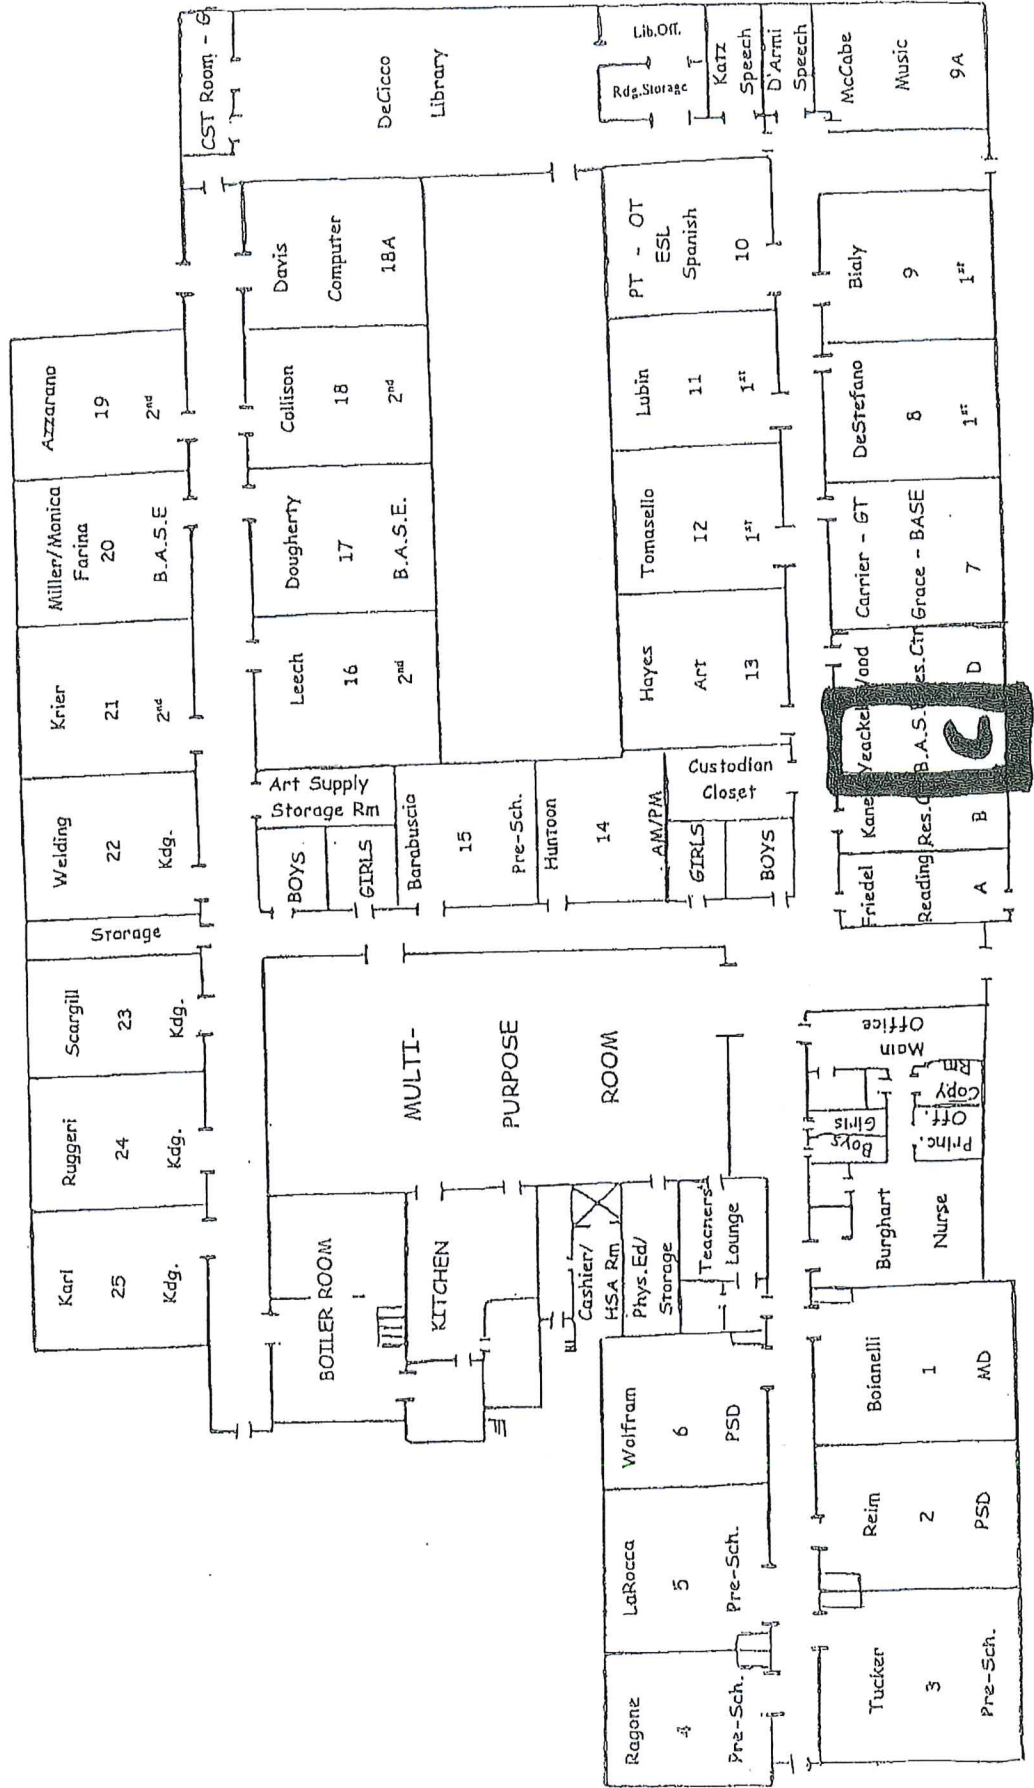 Karl
25
Kdg.
Ruggeri
24
Kdg.
Scargill
23
Kdg.
Storage
Welding
22
Kdg.
Krier
21
2nd
Miller/Monica
Farina
20
B.A.S.E
Azzarano
19
2nd
CST Room - G
BOILER ROOM
KITCHEN
MULTI-
PURPOSE
ROOM
Cashier/
HSA Rm
Phys.Ed/
Storage
Teachers'
Lounge
BOYS
GIRLS
Art Supply
Storage Rm
Barabuscio
15
Pre-Sch.
Huntoon
14
AM/PM
GIRLS
BOYS
Custodian
Closet
Leech
16
2nd
Dougherty
17
B.A.S.E.
Collison
18
2nd
Davis
Computer
18A
DeCicco
Library
Lib.Off.
Rdg.Storage
Katz
Speech
D'Armi
Speech
McCabe
Music
9A
Hayes
Art
13
Tomasello
12
1st
Lubin
11
1st
PT - OT
ESL
Spanish
10
Ragone
4
Pre-Sch.
LaRocca
5
Pre-Sch.
Wolfram
6
PSD
Tucker
3
Pre-Sch.
Reim
2
PSD
Boianelli
1
MD
Burghart
Nurse
Boys
Girls
Princ.
Off.
Copy
Rm
Main
Office
Friedel
Reading
A
Kane
Res.
B
Yeackel
B.A.S.
C
es.Ctr
D
Carrier - GT
Grace - BASE
7
DeStefano
8
1st
Bialy
9
1st